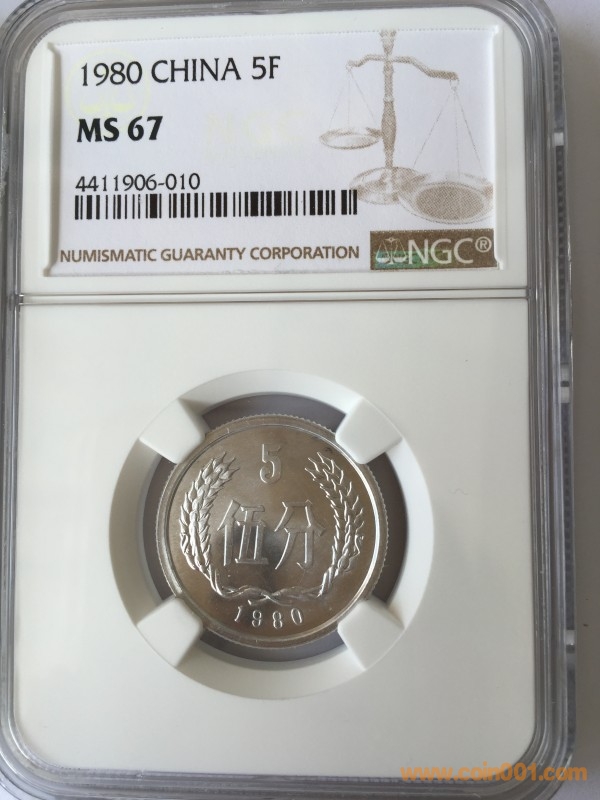 1980 CHINA 5F
MS 67
4411906-010
NUMISMATIC GUARANTY CORPORATION
NGC®
5
伍分
1980
www.coin001.com